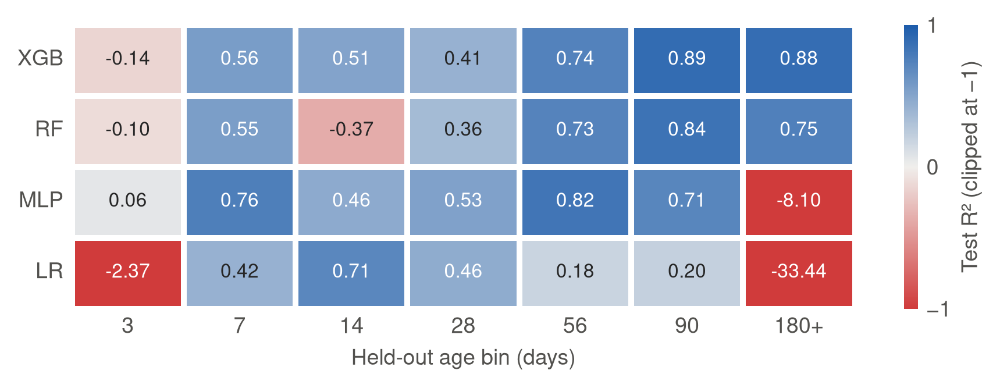 XGB -0.14 0.56 0.51 0.41 0.74 0.89 0.88
RF -0.10 0.55 -0.37 0.36 0.73 0.84 0.75
MLP 0.06 0.76 0.46 0.53 0.82 0.71 -8.10
LR -2.37 0.42 0.71 0.46 0.18 0.20 -33.44
3 7 14 28 56 90 180+
Held-out age bin (days)
1
0
−1
Test R² (clipped at −1)